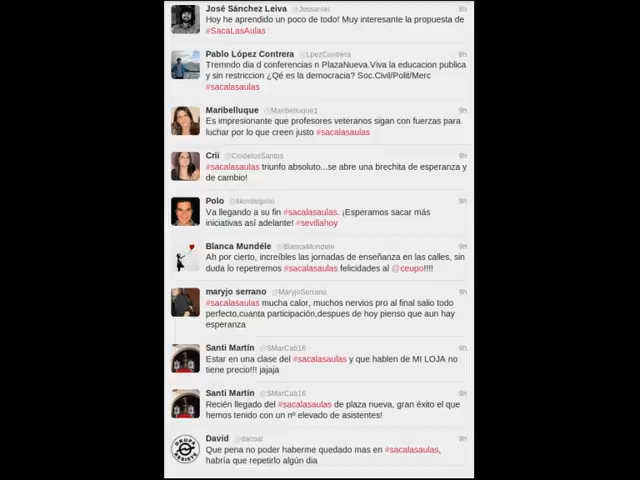 José Sánchez Leiva @Jossanlei 8h
Hoy he aprendido un poco de todo! Muy interesante la propuesta de
#SacaLasAulas
Pablo López Contrera @LpezContrera 8h
Tremndo dia d conferencias n PlazaNueva.Viva la educacion publica
y sin restriccion ¿Qé es la democracia? Soc.Civil/Polit/Merc
#sacalasaulas
Maribelluque @Maribelluque1 9h
Es impresionante que profesores veteranos sigan con fuerzas para
luchar por lo que creen justo #sacalasaulas
Crii @CriidelosSantos 9h
#sacalasaulas triunfo absoluto...se abre una brechita de esperanza y
de cambio!
Polo 9h
Va llegando a su fin #sacalasaulas. ¡Esperamos sacar más
iniciativas así adelante! #sevillahoy
Blanca Mundéle @BlancaMundele 9h
Ah por cierto, increíbles las jornadas de enseñanza en las calles, sin
duda lo repetiremos #sacalasaulas felicidades al @ceupo!!!!
maryjo serrano @MaryjoSerrano 9h
#sacalasaulas mucha calor, muchos nervios pro al final salio todo
perfecto,cuanta participación,despues de hoy pienso que aun hay
esperanza
Santi Martín @SMarCab16 9h
Estar en una clase del #sacalasaulas y que hablen de MI LOJA no
tiene precio!!! jajaja
Santi Martín @SMarCab16 9h
Recién llegado del #sacalasaulas de plaza nueva, gran éxito el que
hemos tenido con un nº elevado de asistentes!
OKUPA
RESISTE
David @dacoal 9h
Que pena no poder haberme quedado mas en #sacalasaulas,
habría que repetirlo algún dia